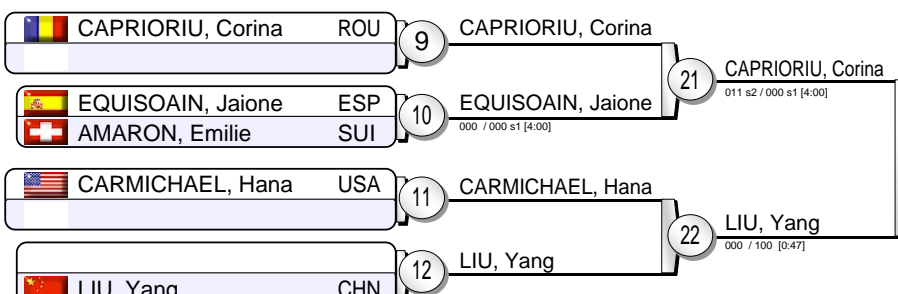 CAPRIORIU, Corina ROU
9
CAPRIORIU, Corina
EQUISOAIN, Jaione ESP
AMARON, Emilie SUI
10
EQUISOAIN, Jaione
000 / 000 s1 [4:00]
21
CAPRIORIU, Corina
011 s2 / 000 s1 [4:00]
CARMICHAEL, Hana USA
11
CARMICHAEL, Hana
LIU, Yang CHN
12
LIU, Yang
22
LIU, Yang
000 / 100 [0:47]